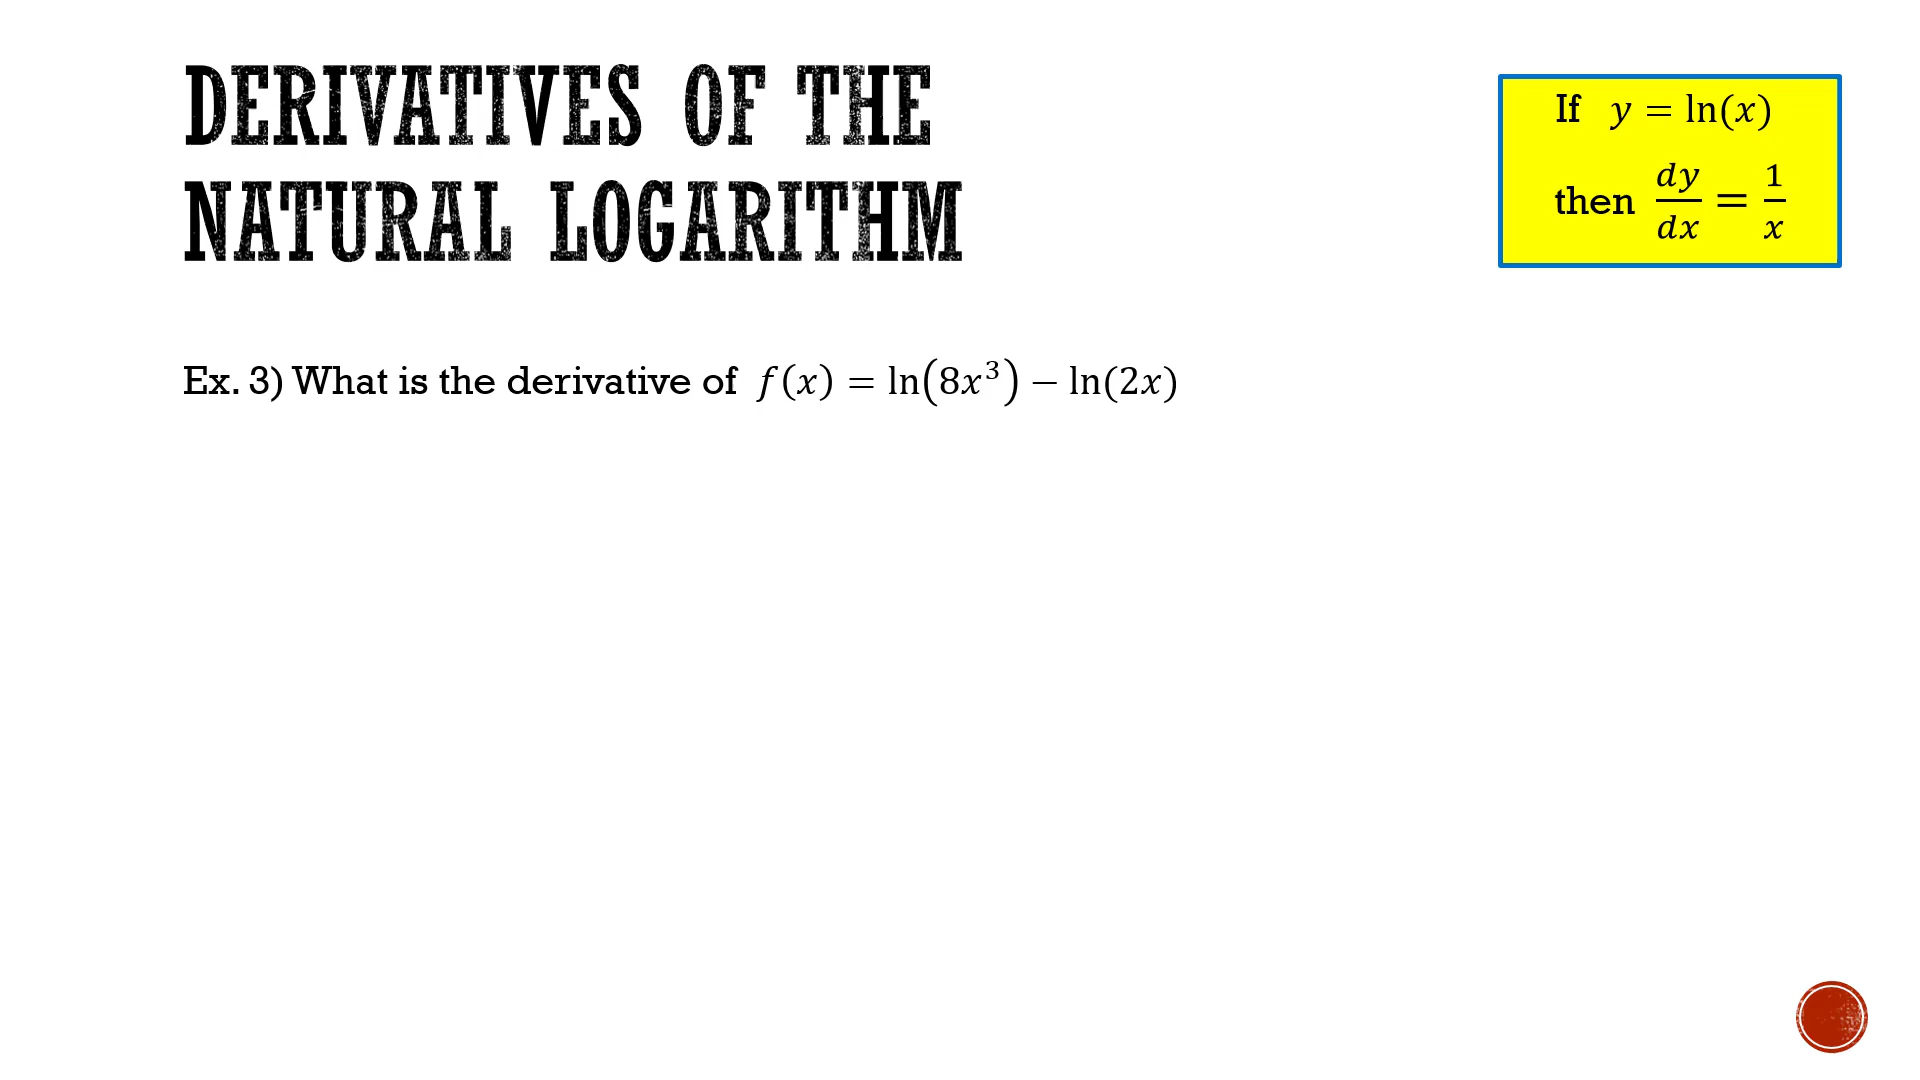 DERIVATIVES OF THE
NATURAL LOGARITHM
If y = ln(x)
then dy/dx = 1/x
Ex. 3) What is the derivative of f(x) = ln(8x³) − ln(2x)